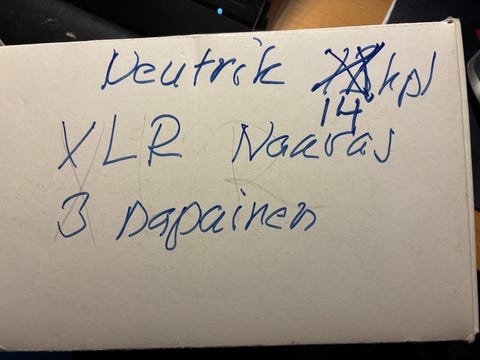 Neutrik 14 kpl
XLR Naaras
3 napainen